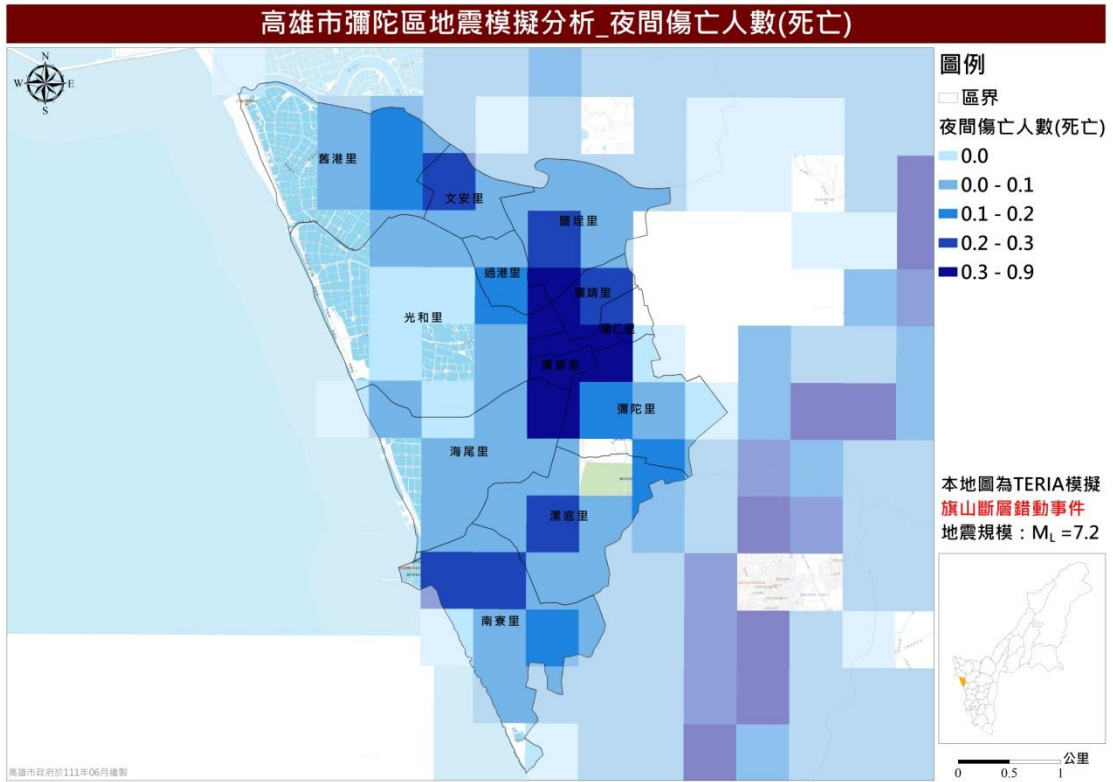 高雄市彌陀區地震模擬分析_夜間傷亡人數(死亡)
N
W
E
S
圖例
區界
夜間傷亡人數(死亡)
0.0
0.0 - 0.1
0.1 - 0.2
0.2 - 0.3
0.3 - 0.9
舊港里
文安里
鹽埕里
過港里
彌靖里
光和里
彌仁里
彌壽里
彌陀里
海尾里
漯底里
南寮里
本地圖為TERIA模擬
旗山斷層錯動事件
地震規模：ML =7.2
公里
0 0.5 1
高雄市政府於111年06月繪製